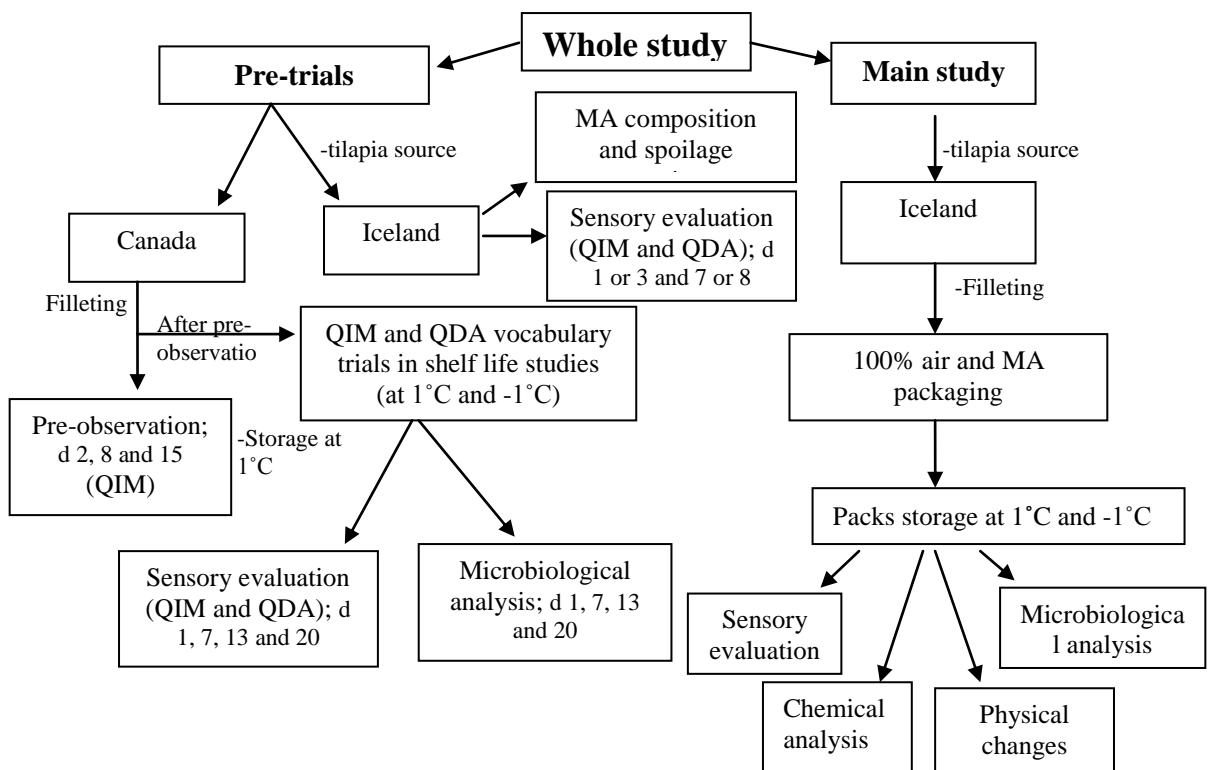 Whole study
Pre-trials
Main study
MA composition
and spoilage
-tilapia source
-tilapia source
Canada
Iceland
Sensory evaluation
(QIM and QDA); d
1 or 3 and 7 or 8
Iceland
Filleting
-Filleting
After pre-
observatio
QIM and QDA vocabulary
trials in shelf life studies
(at 1˚C and -1˚C)
100% air and MA
packaging
Pre-observation;
d 2, 8 and 15
(QIM)
-Storage at
1˚C
Packs storage at 1˚C and -1˚C
Sensory evaluation
(QIM and QDA); d
1, 7, 13 and 20
Microbiological
analysis; d 1, 7, 13
and 20
Sensory
evaluation
Microbiologica
l analysis
Chemical
analysis
Physical
changes